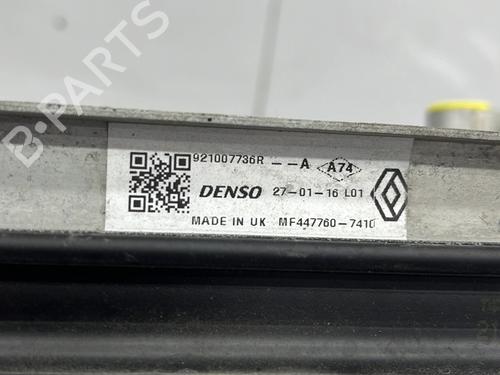 921007736R --A A74
DENSO 27-01-16 L01
MADE IN UK MF447760-7410
B-PARTS